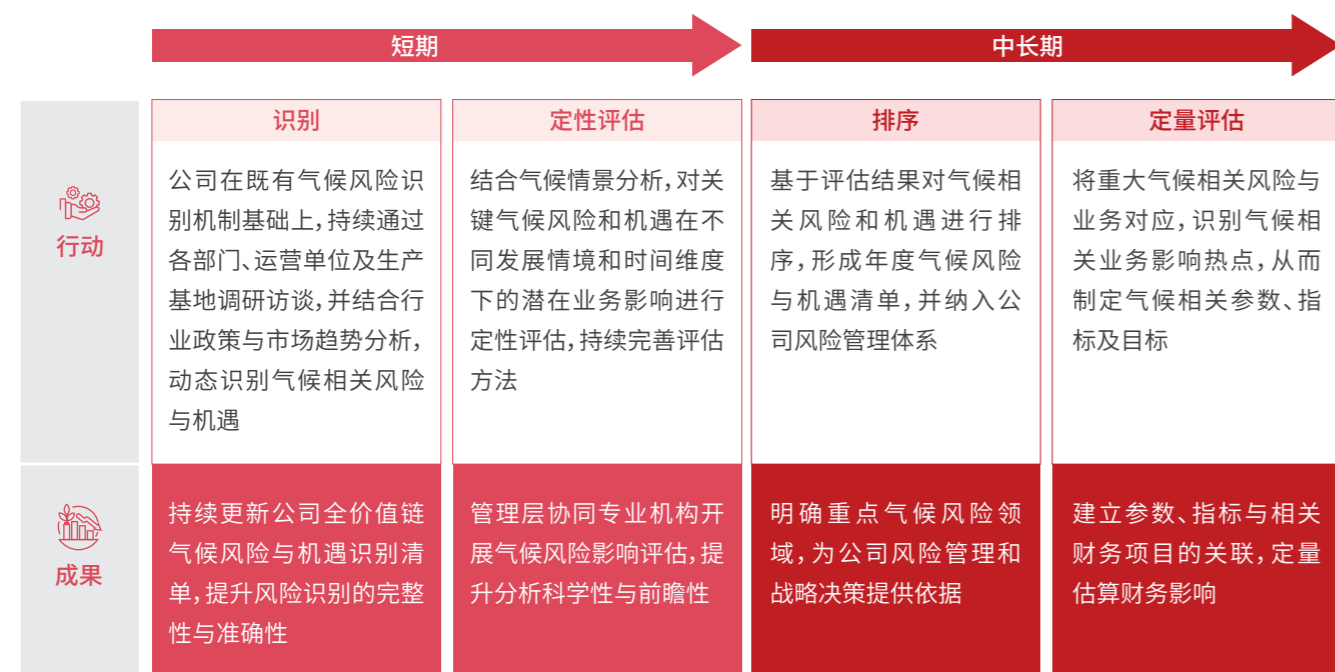 短期
中长期
识别
定性评估
排序
定量评估
行动
公司在既有气候风险识
别机制基础上,持续通过
各部门、运营单位及生产
基地调研访谈,并结合行
业政策与市场趋势分析,
动态识别气候相关风险
与机遇
结合气候情景分析,对关
键气候风险和机遇在不
同发展情境和时间维度
下的潜在业务影响进行
定性评估,持续完善评估
方法
基于评估结果对气候相
关风险和机遇进行排
序,形成年度气候风险
与机遇清单,并纳入公
司风险管理体系
将重大气候相关风险与
业务对应,识别气候相
关业务影响热点,从而
制定气候相关参数、指
标及目标
成果
持续更新公司全价值链
气候风险与机遇识别清
单,提升风险识别的完整
性与准确性
管理层协同专业机构开
展气候风险影响评估,提
升分析科学性与前瞻性
明确重点气候风险领
域,为公司风险管理和
战略决策提供依据
建立参数、指标与相关
财务项目的关联,定量
估算财务影响